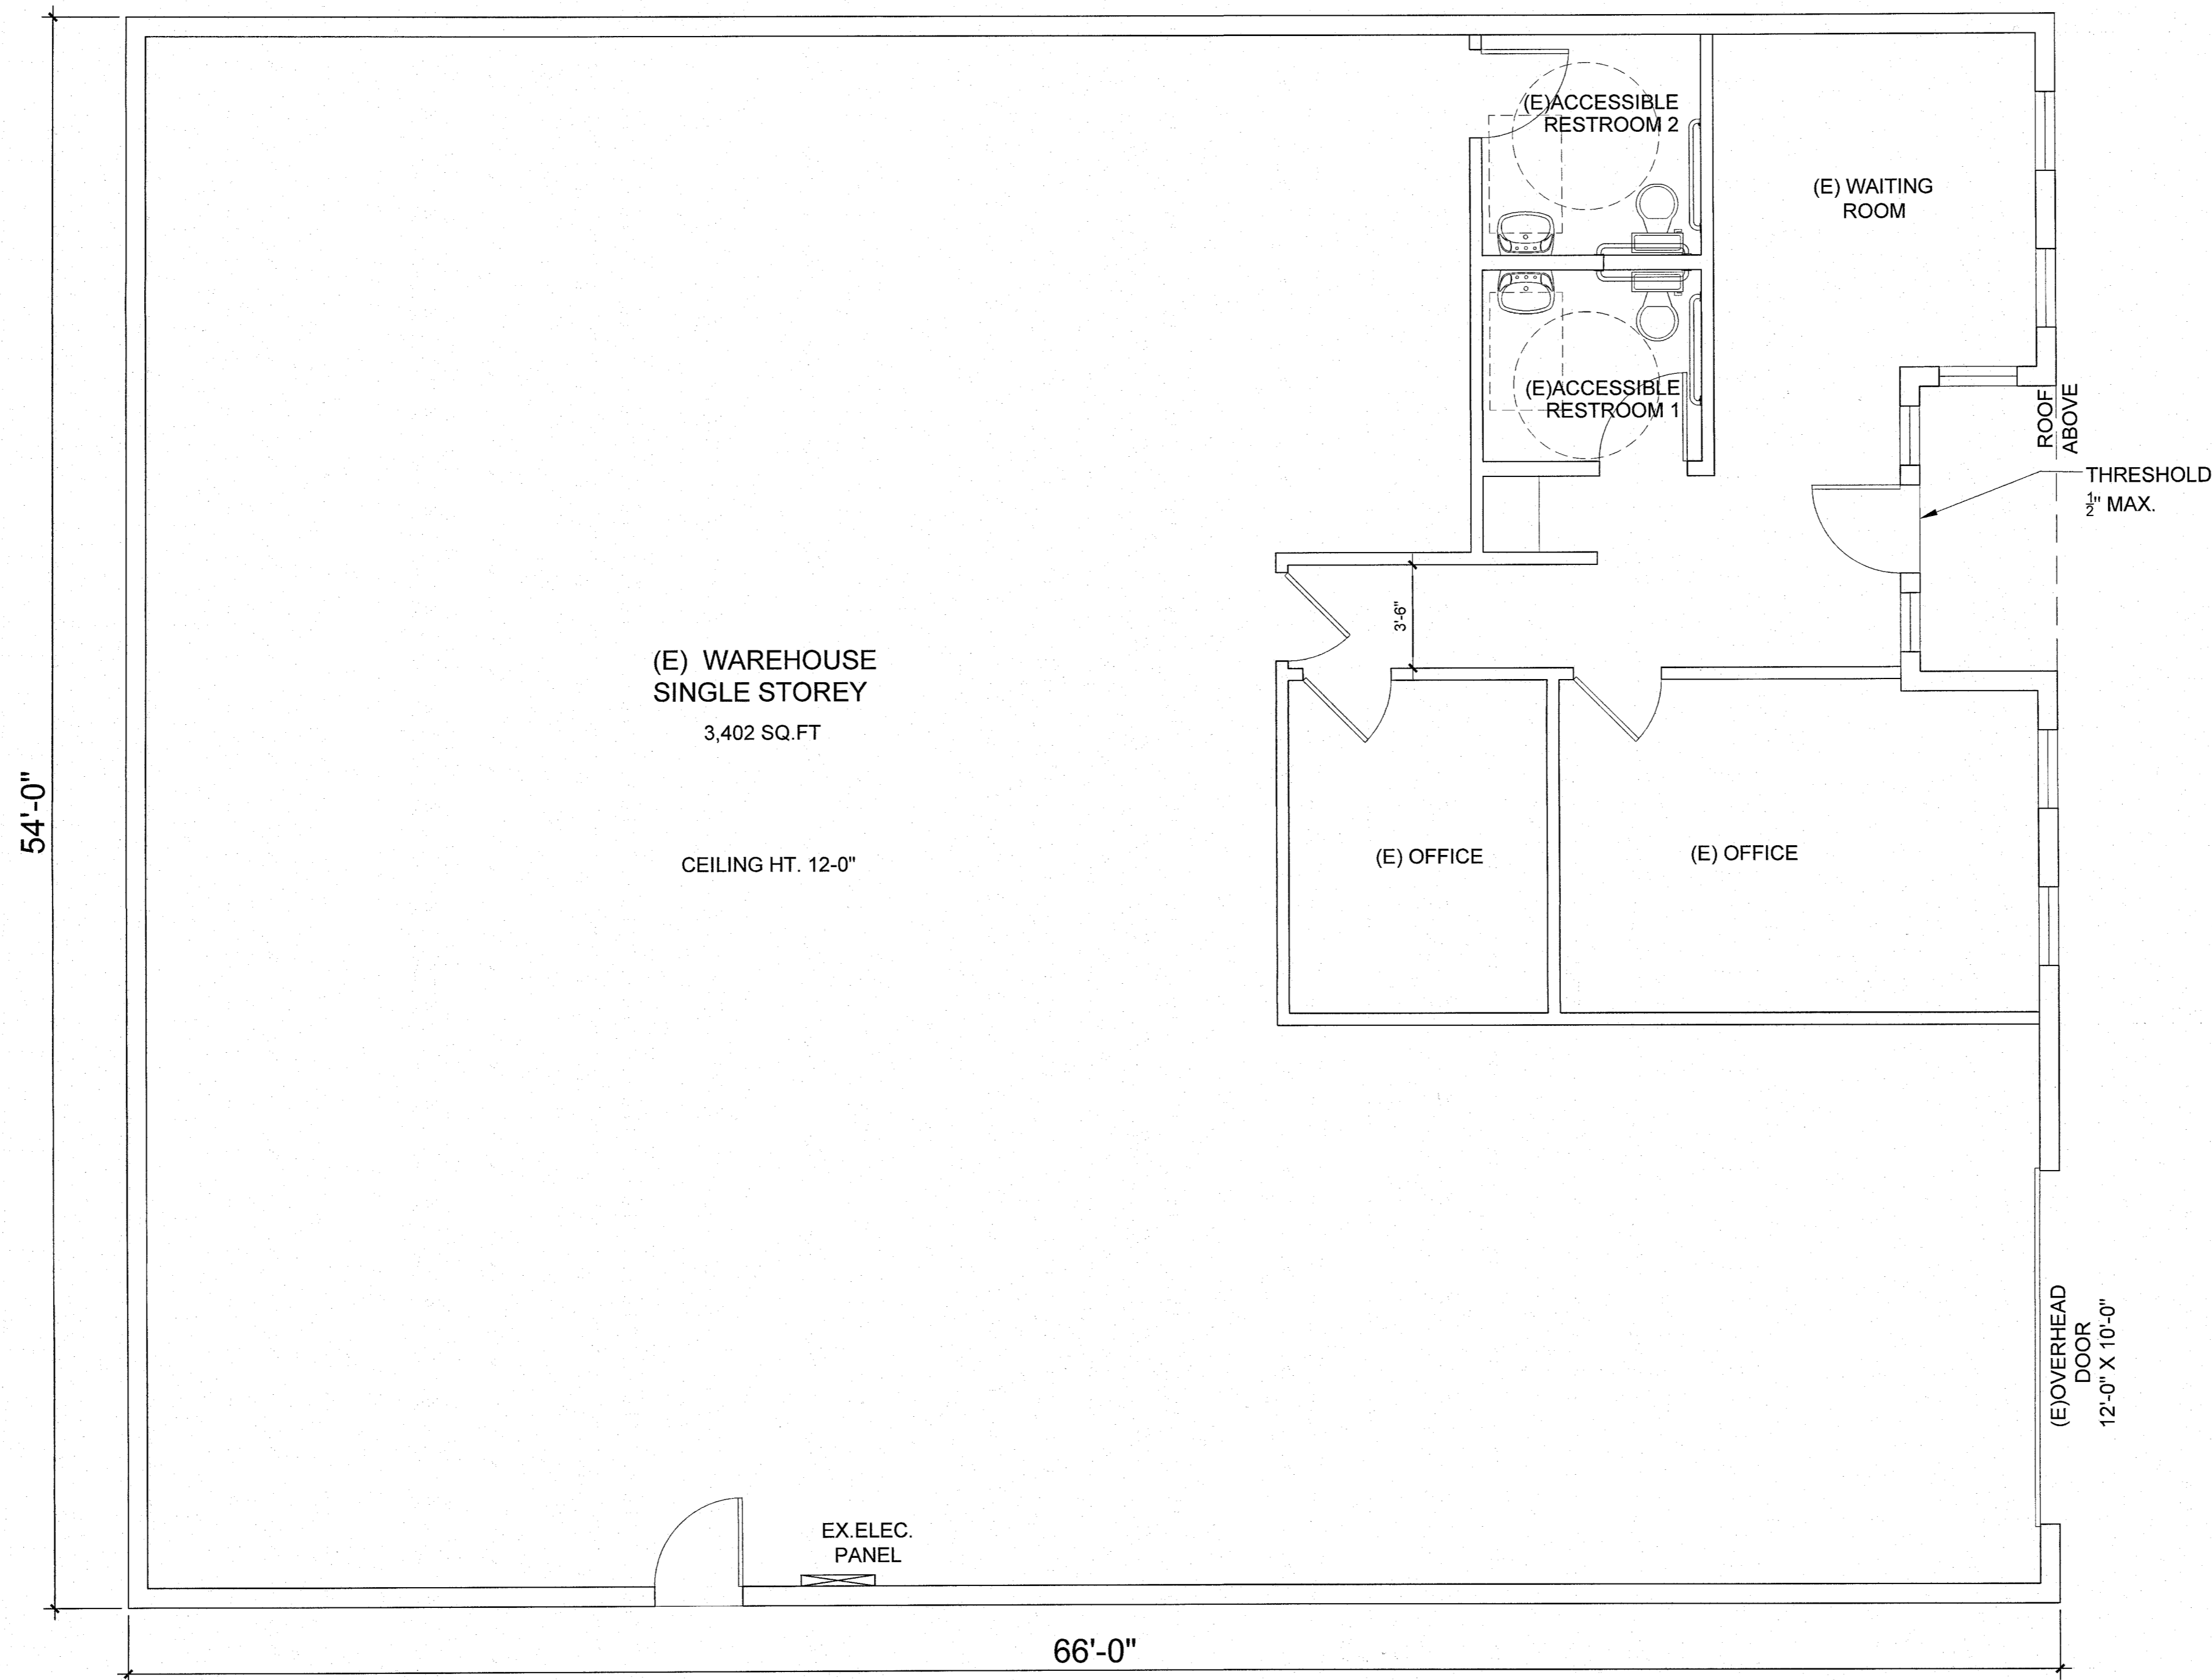 (E)ACCESSIBLE
RESTROOM 2
(E) WAITING
ROOM
(E)ACCESSIBLE
RESTROOM 1
ROOF
ABOVE
THRESHOLD
½" MAX.
3'-6"
(E) WAREHOUSE
SINGLE STOREY
3,402 SQ.FT
CEILING HT. 12-0"
54'-0"
(E) OFFICE
(E) OFFICE
(E)OVERHEAD
DOOR
12'-0" X 10'-0"
EX.ELEC.
PANEL
66'-0"